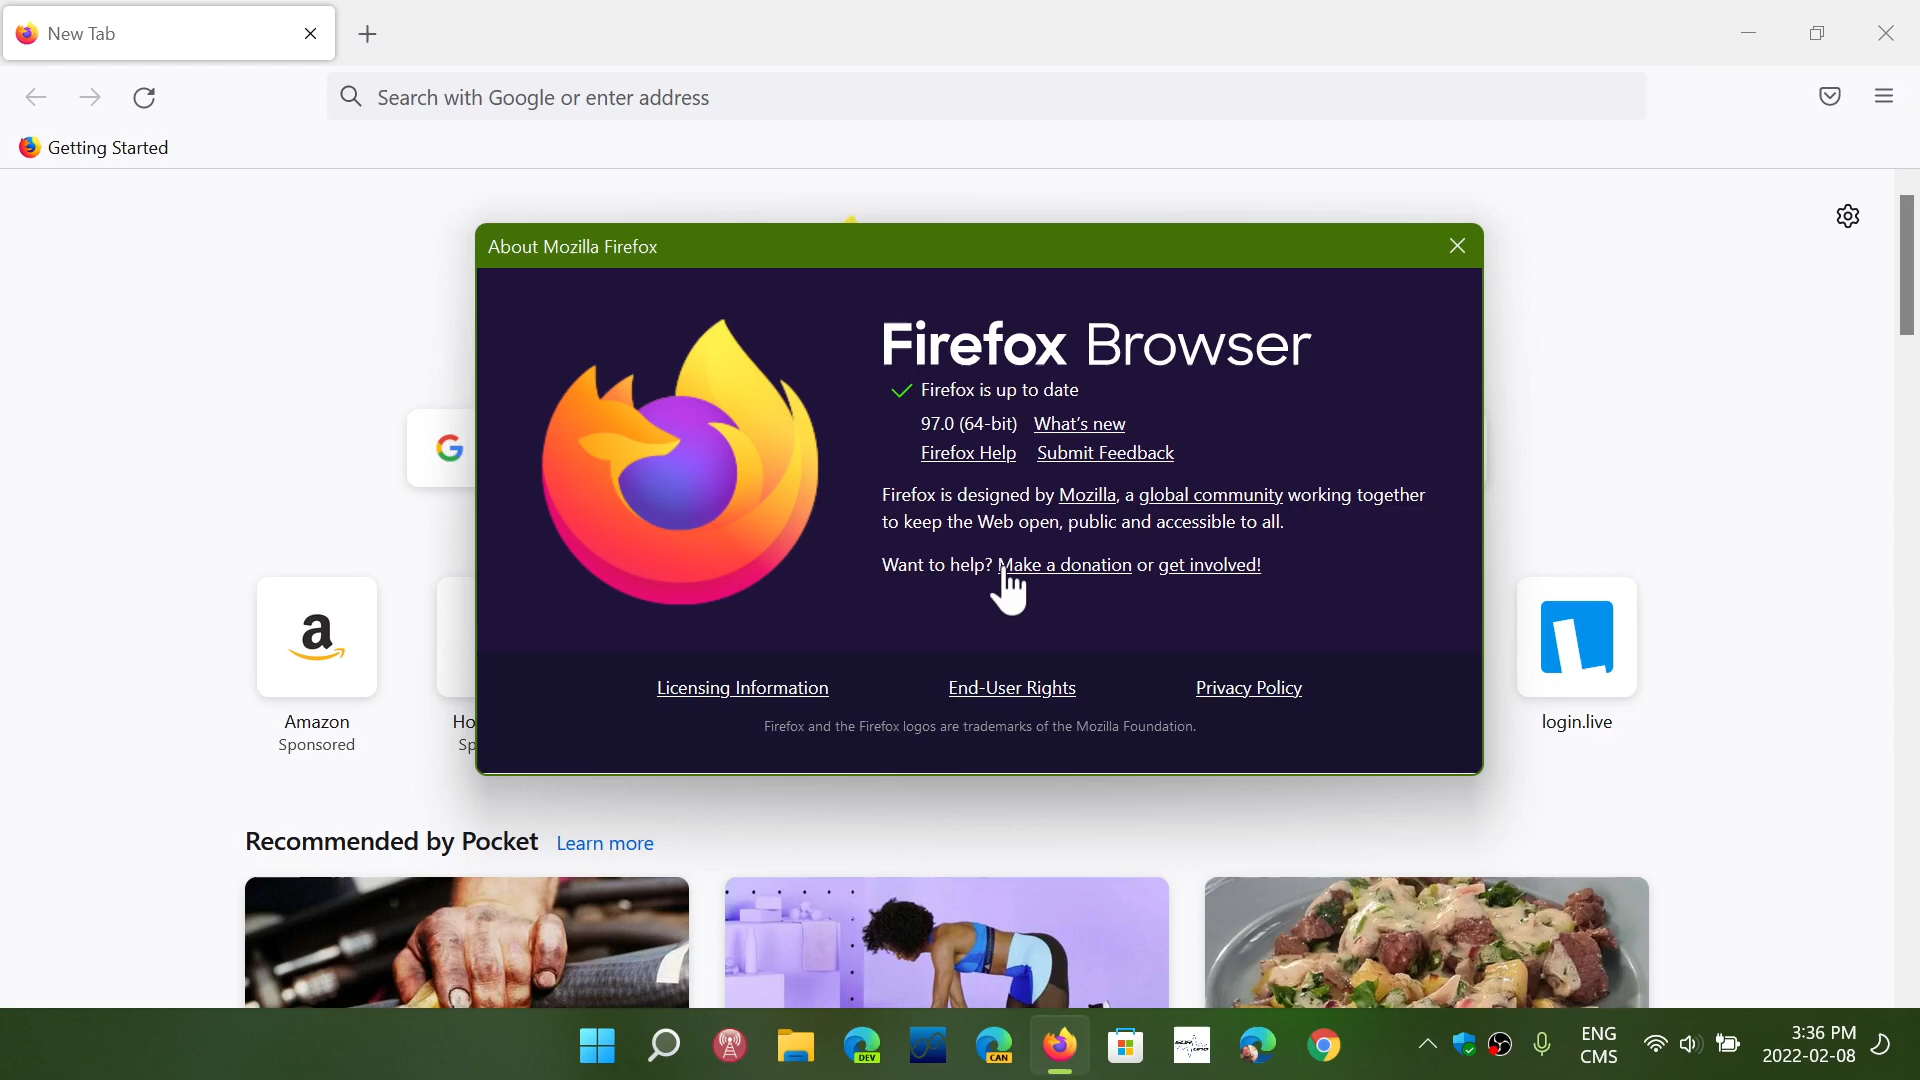 New Tab
Search with Google or enter address
Getting Started
About Mozilla Firefox
Firefox Browser
Firefox is up to date
97.0 (64-bit) What's new
Firefox Help Submit Feedback
Firefox is designed by Mozilla, a global community working together
to keep the Web open, public and accessible to all.
Want to help? Make a donation or get involved!
Licensing Information End-User Rights Privacy Policy
Firefox and the Firefox logos are trademarks of the Mozilla Foundation.
Amazon
Sponsored
Ho
Sp
login.live
Recommended by Pocket Learn more
DEV
CAN
ENG
CMS
3:36 PM
2022-02-08